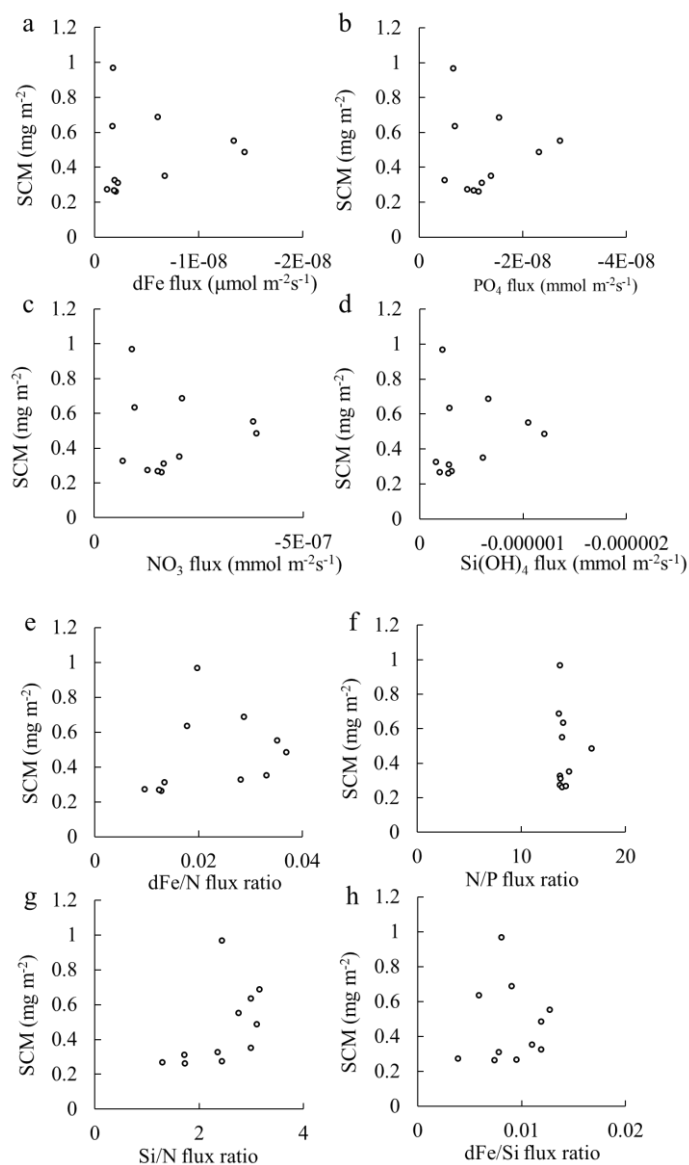 a
SCM (mg m⁻²)
1.2
1
0.8
0.6
0.4
0.2
0
0 -1E-08 -2E-08
dFe flux (μmol m⁻²s⁻¹)
b
SCM (mg m⁻²)
1.2
1
0.8
0.6
0.4
0.2
0
0 -2E-08 -4E-08
PO₄ flux (mmol m⁻²s⁻¹)
c
SCM (mg m⁻²)
1.2
1
0.8
0.6
0.4
0.2
0
0 -5E-07
NO₃ flux (mmol m⁻²s⁻¹)
d
SCM (mg m⁻²)
1.2
1
0.8
0.6
0.4
0.2
0
0 -0.000001 -0.000002
Si(OH)₄ flux (mmol m⁻²s⁻¹)
e
SCM (mg m⁻²)
1.2
1
0.8
0.6
0.4
0.2
0
0 0.02 0.04
dFe/N flux ratio
f
SCM (mg m⁻²)
1.2
1
0.8
0.6
0.4
0.2
0
0 10 20
N/P flux ratio
g
SCM (mg m⁻²)
1.2
1
0.8
0.6
0.4
0.2
0
0 2 4
Si/N flux ratio
h
SCM (mg m⁻²)
1.2
1
0.8
0.6
0.4
0.2
0
0 0.01 0.02
dFe/Si flux ratio